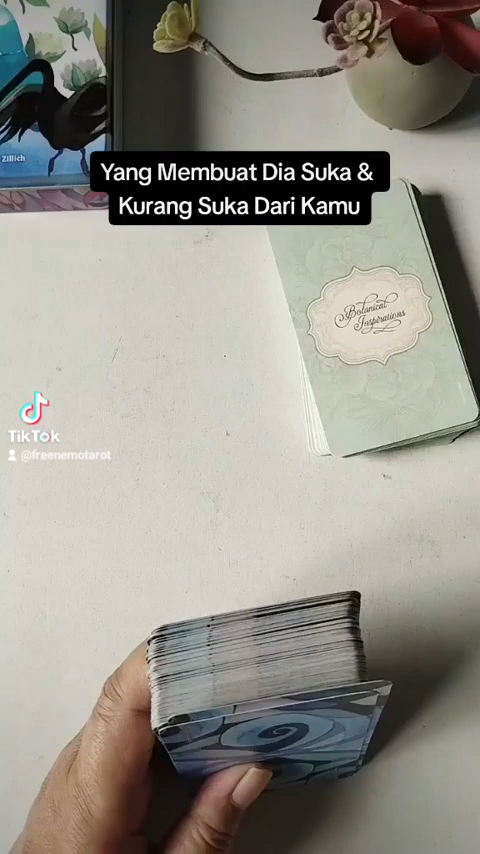 Zillich
Yang Membuat Dia Suka &
Kurang Suka Dari Kamu
Botanical
Inspirations
TikTok
@freenemotarot